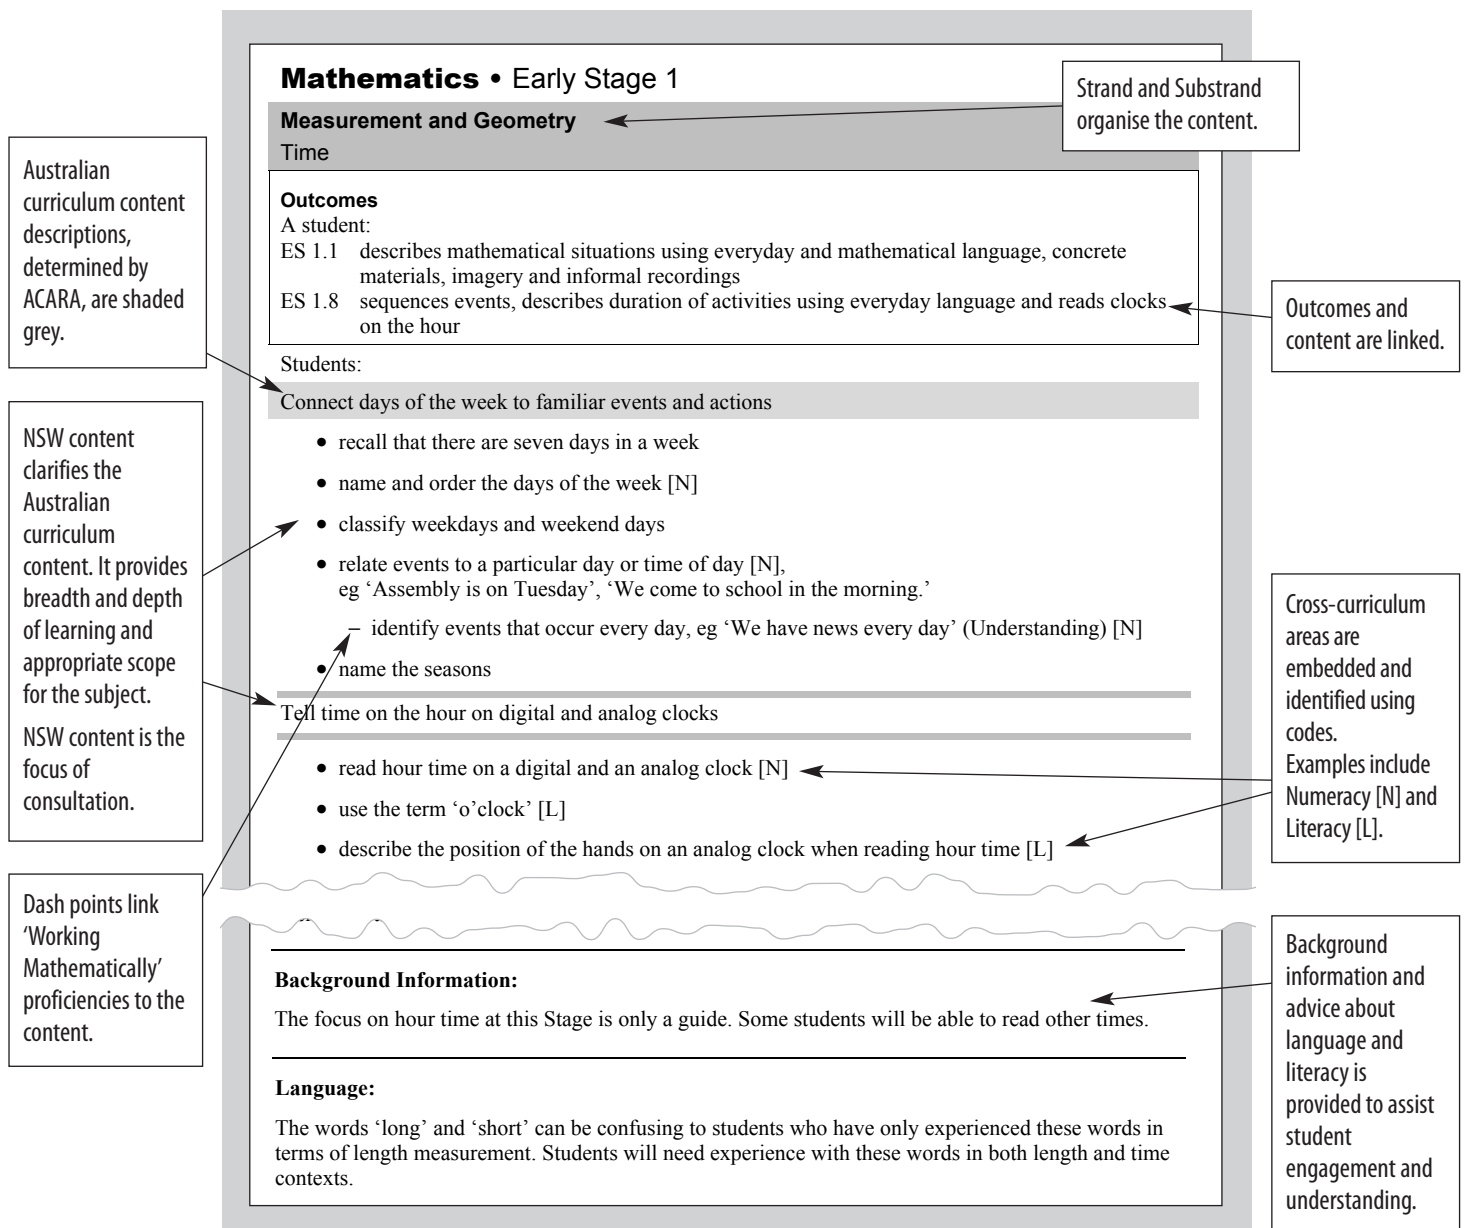 Mathematics • Early Stage 1
Measurement and Geometry
Time
Strand and Substrand
organise the content.
Australian
curriculum content
descriptions,
determined by
ACARA, are shaded
grey.
Outcomes
A student:
ES 1.1 describes mathematical situations using everyday and mathematical language, concrete
materials, imagery and informal recordings
ES 1.8 sequences events, describes duration of activities using everyday language and reads clocks
on the hour
Outcomes and
content are linked.
Students:
Connect days of the week to familiar events and actions
• recall that there are seven days in a week
• name and order the days of the week [N]
• classify weekdays and weekend days
• relate events to a particular day or time of day [N],
eg ‘Assembly is on Tuesday’, ‘We come to school in the morning.’
– identify events that occur every day, eg ‘We have news every day’ (Understanding) [N]
• name the seasons
NSW content
clarifies the
Australian
curriculum
content. It provides
breadth and depth
of learning and
appropriate scope
for the subject.
NSW content is the
focus of
consultation.
Tell time on the hour on digital and analog clocks
• read hour time on a digital and an analog clock [N]
• use the term ‘o’clock’ [L]
• describe the position of the hands on an analog clock when reading hour time [L]
Cross-curriculum
areas are
embedded and
identified using
codes.
Examples include
Numeracy [N] and
Literacy [L].
Dash points link
‘Working
Mathematically’
proficiencies to the
content.
Background Information:
The focus on hour time at this Stage is only a guide. Some students will be able to read other times.
Language:
The words ‘long’ and ‘short’ can be confusing to students who have only experienced these words in
terms of length measurement. Students will need experience with these words in both length and time
contexts.
Background
information and
advice about
language and
literacy is
provided to assist
student
engagement and
understanding.